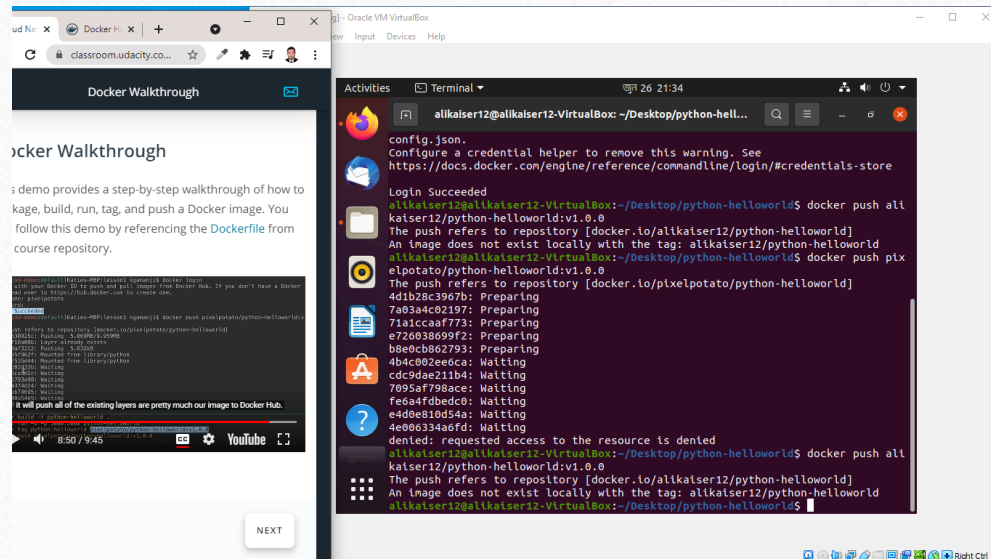 g] - Oracle VM VirtualBox
ud Na
Docker H
ew Input Devices Help
classroom.udacity.co...
Docker Walkthrough
ocker Walkthrough
s demo provides a step-by-step walkthrough of how to
kage, build, run, tag, and push a Docker image. You
follow this demo by referencing the Dockerfile from
course repository.
it will push all of the existing layers are pretty much our image to Docker Hub.
8:50 / 9:45
CC
YouTube
NEXT
Activities
Terminal
जून 26 21:34
alikaiser12@alikaiser12-VirtualBox: ~/Desktop/python-hell...
config.json.
Configure a credential helper to remove this warning. See
https://docs.docker.com/engine/reference/commandline/login/#credentials-store
Login Succeeded
alikaiser12@alikaiser12-VirtualBox:~/Desktop/python-helloworld$ docker push ali
kaiser12/python-helloworld:v1.0.0
The push refers to repository [docker.io/alikaiser12/python-helloworld]
An image does not exist locally with the tag: alikaiser12/python-helloworld
alikaiser12@alikaiser12-VirtualBox:~/Desktop/python-helloworld$ docker push pix
elpotato/python-helloworld:v1.0.0
The push refers to repository [docker.io/pixelpotato/python-helloworld]
4d1b28c3967b: Preparing
7a03a4c02197: Preparing
71a1ccaaf773: Preparing
e726038699f2: Preparing
b8e0cb862793: Preparing
4b4c002ee6ca: Waiting
cdc9dae211b4: Waiting
7095af798ace: Waiting
fe6a4fdbedc0: Waiting
e4d0e810d54a: Waiting
4e006334a6fd: Waiting
denied: requested access to the resource is denied
alikaiser12@alikaiser12-VirtualBox:~/Desktop/python-helloworld$ docker push ali
kaiser12/python-helloworld:v1.0.0
The push refers to repository [docker.io/alikaiser12/python-helloworld]
An image does not exist locally with the tag: alikaiser12/python-helloworld
alikaiser12@alikaiser12-VirtualBox:~/Desktop/python-helloworld$
Right Ctrl